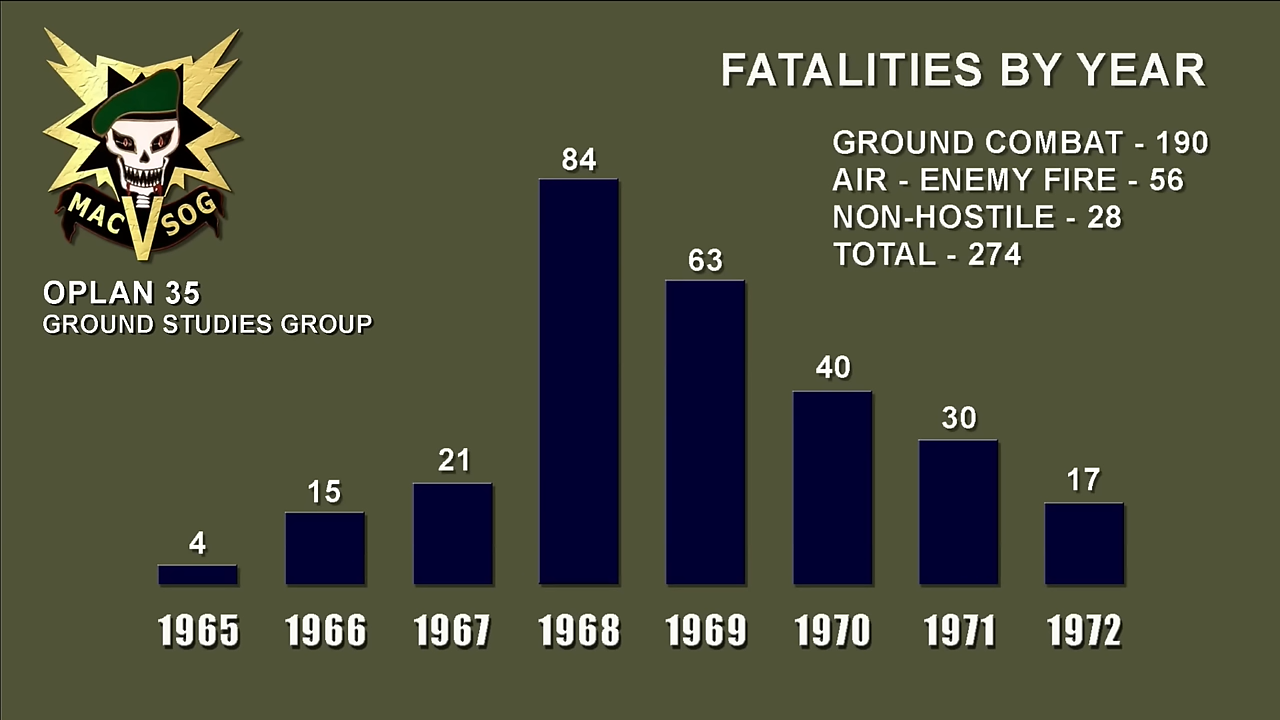 FATALITIES BY YEAR
GROUND COMBAT - 190
AIR - ENEMY FIRE - 56
NON-HOSTILE - 28
TOTAL - 274
MAC V SOG
OPLAN 35
GROUND STUDIES GROUP
4
15
21
84
63
40
30
17
1965
1966
1967
1968
1969
1970
1971
1972